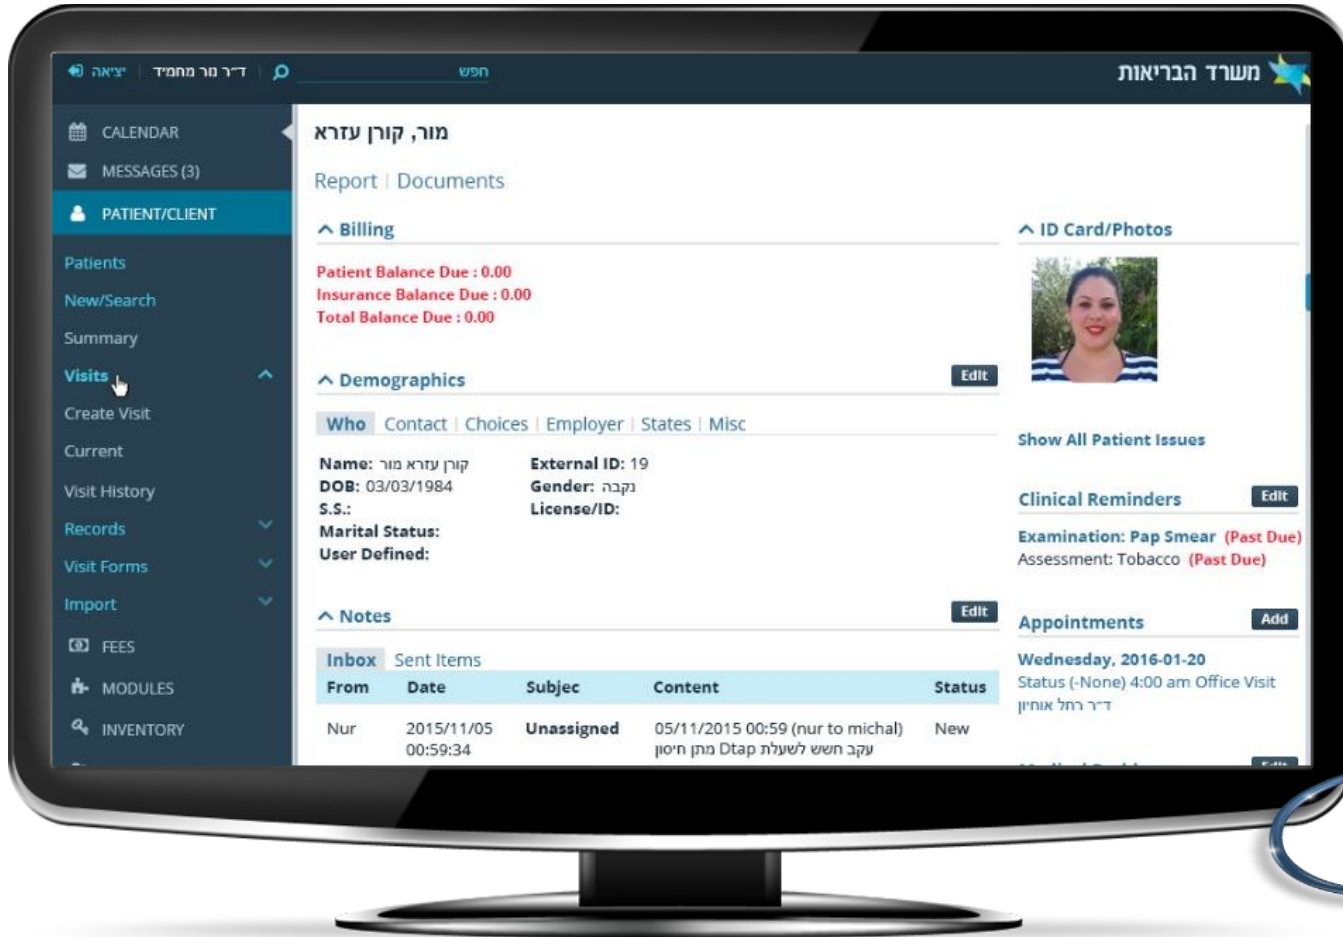 יציאה | ד״ר נור מחמיד | חפש
משרד הבריאות
CALENDAR
MESSAGES (3)
PATIENT/CLIENT
Patients
New/Search
Summary
Visits
Create Visit
Current
Visit History
Records
Visit Forms
Import
FEES
MODULES
INVENTORY
מור, קורן עזרא
Report | Documents
Billing
Patient Balance Due : 0.00
Insurance Balance Due : 0.00
Total Balance Due : 0.00
Demographics Edit
Who Contact | Choices | Employer | States | Misc
Name: קורן עזרא מור External ID: 19
DOB: 03/03/1984 Gender: נקבה
S.S.: License/ID:
Marital Status:
User Defined:
Notes Edit
Inbox Sent Items
From Date Subjec Content Status
Nur 2015/11/05 Unassigned 05/11/2015 00:59 (nur to michal) New
00:59:34 עקב חשש לשעלת Dtap מתן חיסון
ID Card/Photos
Show All Patient Issues
Clinical Reminders Edit
Examination: Pap Smear (Past Due)
Assessment: Tobacco (Past Due)
Appointments Add
Wednesday, 2016-01-20
Status (-None) 4:00 am Office Visit
ד״ר רחל אוחיון